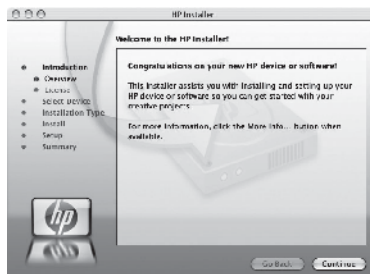 HP Installer
Welcome to the HP Installer!
Introduction
Overview
License
Select Device
Installation Type
Install
Setup
Summary
Congratulations on your new HP device or software!
This installer assists you with installing and setting up your
HP device or software so you can get started with your
creative projects.
For more information, click the More Info... button when
available.
hp
Go Back
Continue